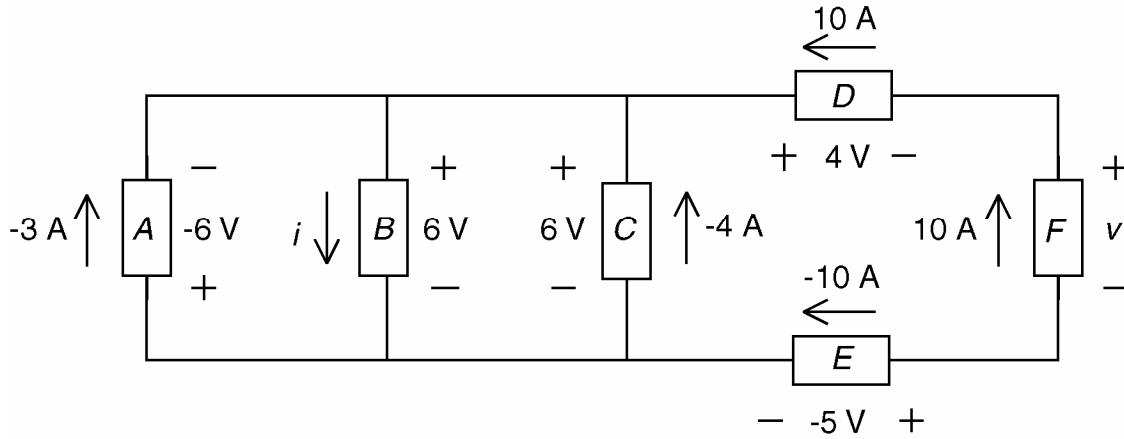 10 A
D
+ 4 V −
-3 A A − -6 V +
i B + 6 V −
+ 6 V − C -4 A
10 A F + v −
-10 A
E
− -5 V +